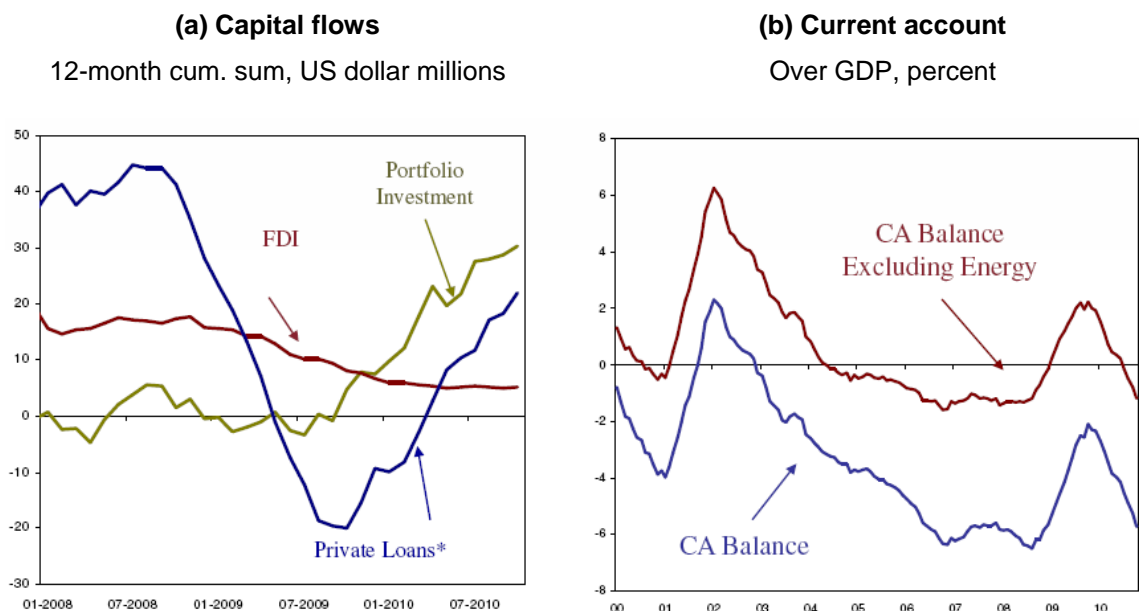 (a) Capital flows
12-month cum. sum, US dollar millions
50
40
30
20
10
0
-10
-20
-30
Portfolio
Investment
FDI
Private Loans*
01-2008 07-2008 01-2009 07-2009 01-2010 07-2010
(b) Current account
Over GDP, percent
8
6
4
2
0
-2
-4
-6
-8
CA Balance
Excluding Energy
CA Balance
00 01 02 03 04 05 06 07 08 09 10